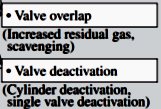 • Valve overlap
(Increased residual gas,
scavenging)
• Valve deactivation
(Cylinder deactivation,
single valve deactivation)